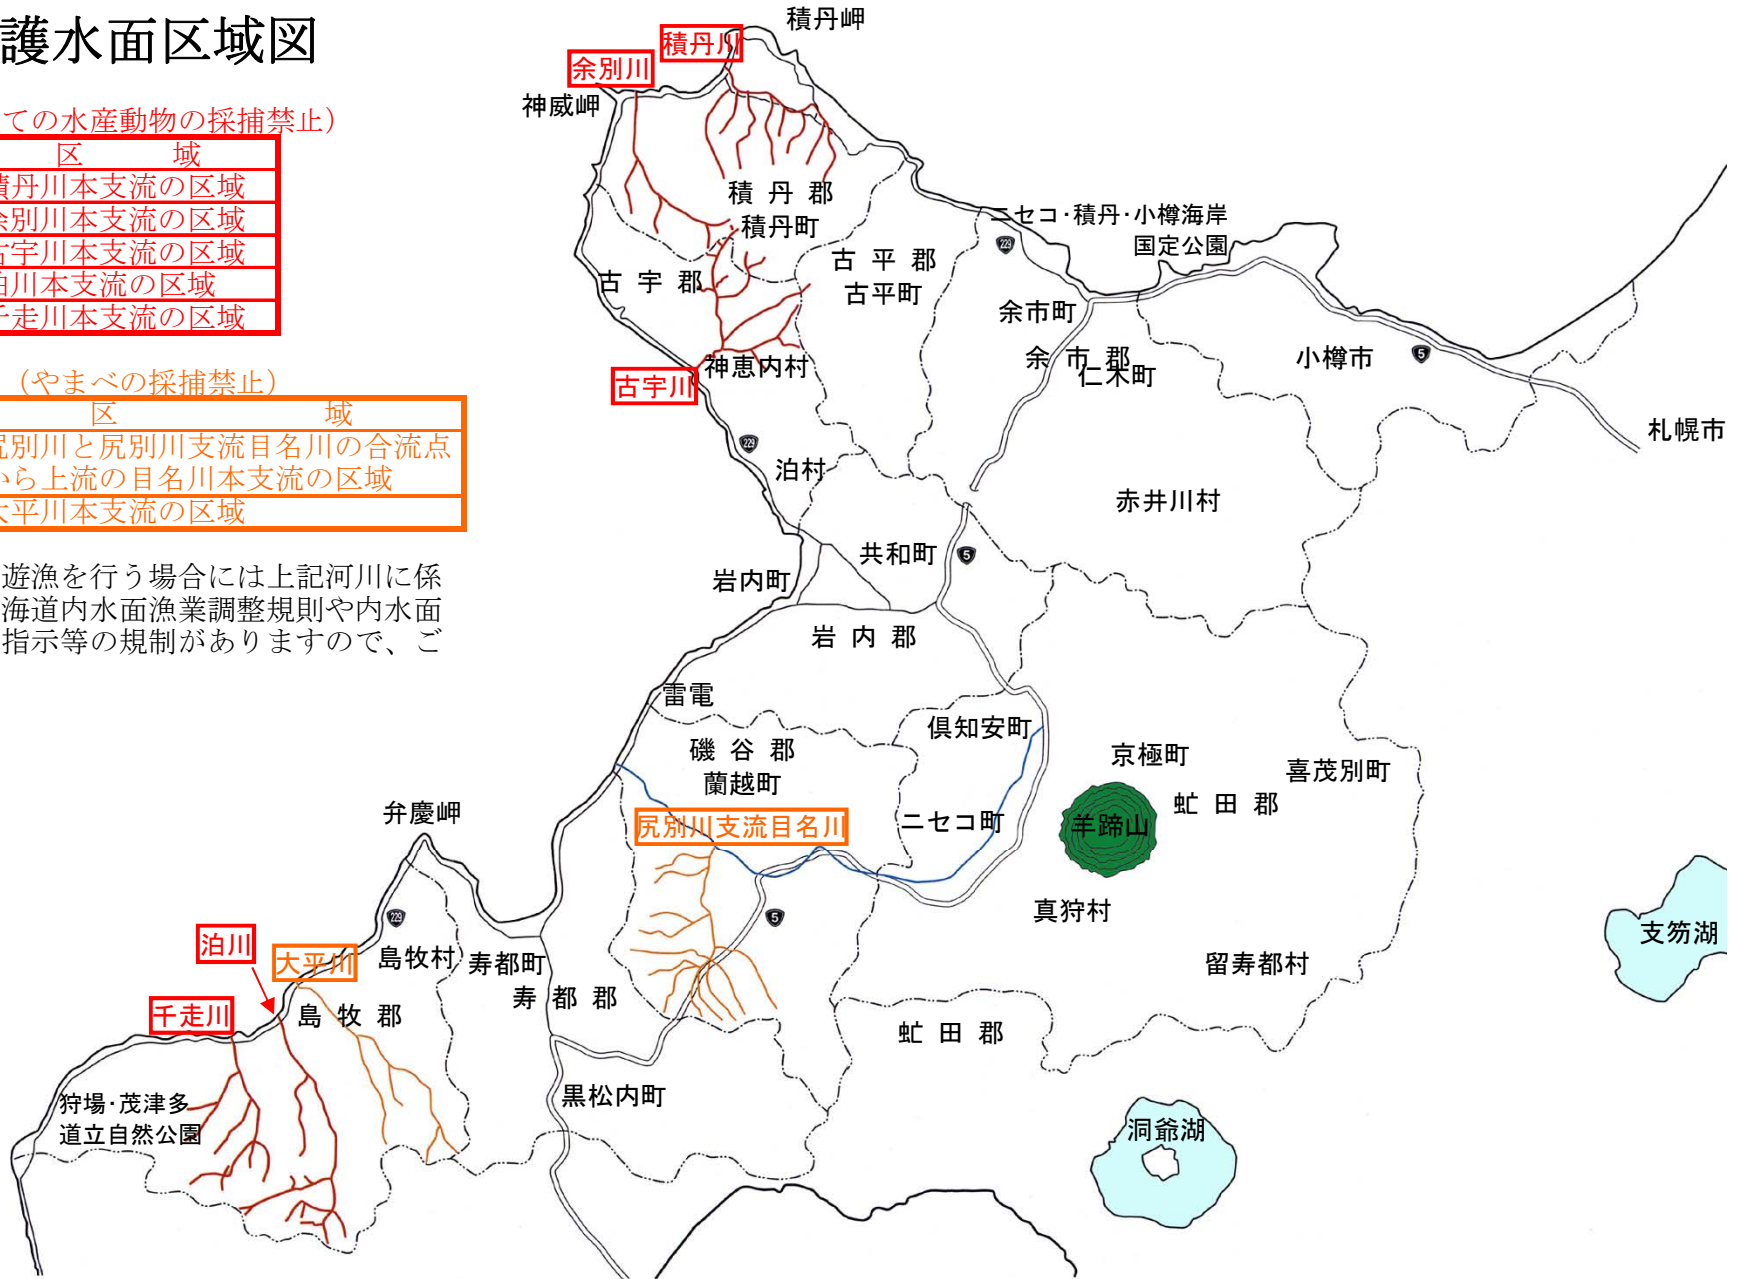 護水面区域図
ての水産動物の採捕禁止）
区　　域
積丹川本支流の区域
余別川本支流の区域
古宇川本支流の区域
泊川本支流の区域
千走川本支流の区域
（やまべの採捕禁止）
区　　域
尻別川と尻別川支流目名川の合流点
から上流の目名川本支流の区域
大平川本支流の区域
遊漁を行う場合には上記河川に係
海道内水面漁業調整規則や内水面
指示等の規制がありますので、ご
積丹岬
積丹川
余別川
神威岬
積丹郡
積丹町
ニセコ・積丹・小樽海岸
国定公園
229
古宇郡
古平郡
古平町
余市町
余市郡
仁木町
小樽市
5
神恵内村
古宇川
札幌市
229
泊村
赤井川村
共和町
5
岩内町
岩内郡
雷電
倶知安町
磯谷郡
蘭越町
京極町
喜茂別町
虻田郡
弁慶岬
尻別川支流目名川
ニセコ町
羊蹄山
真狩村
229
5
支笏湖
泊川
大平川
島牧村
寿都町
留寿都村
寿都郡
千走川
島牧郡
虻田郡
黒松内町
狩場・茂津多
道立自然公園
洞爺湖